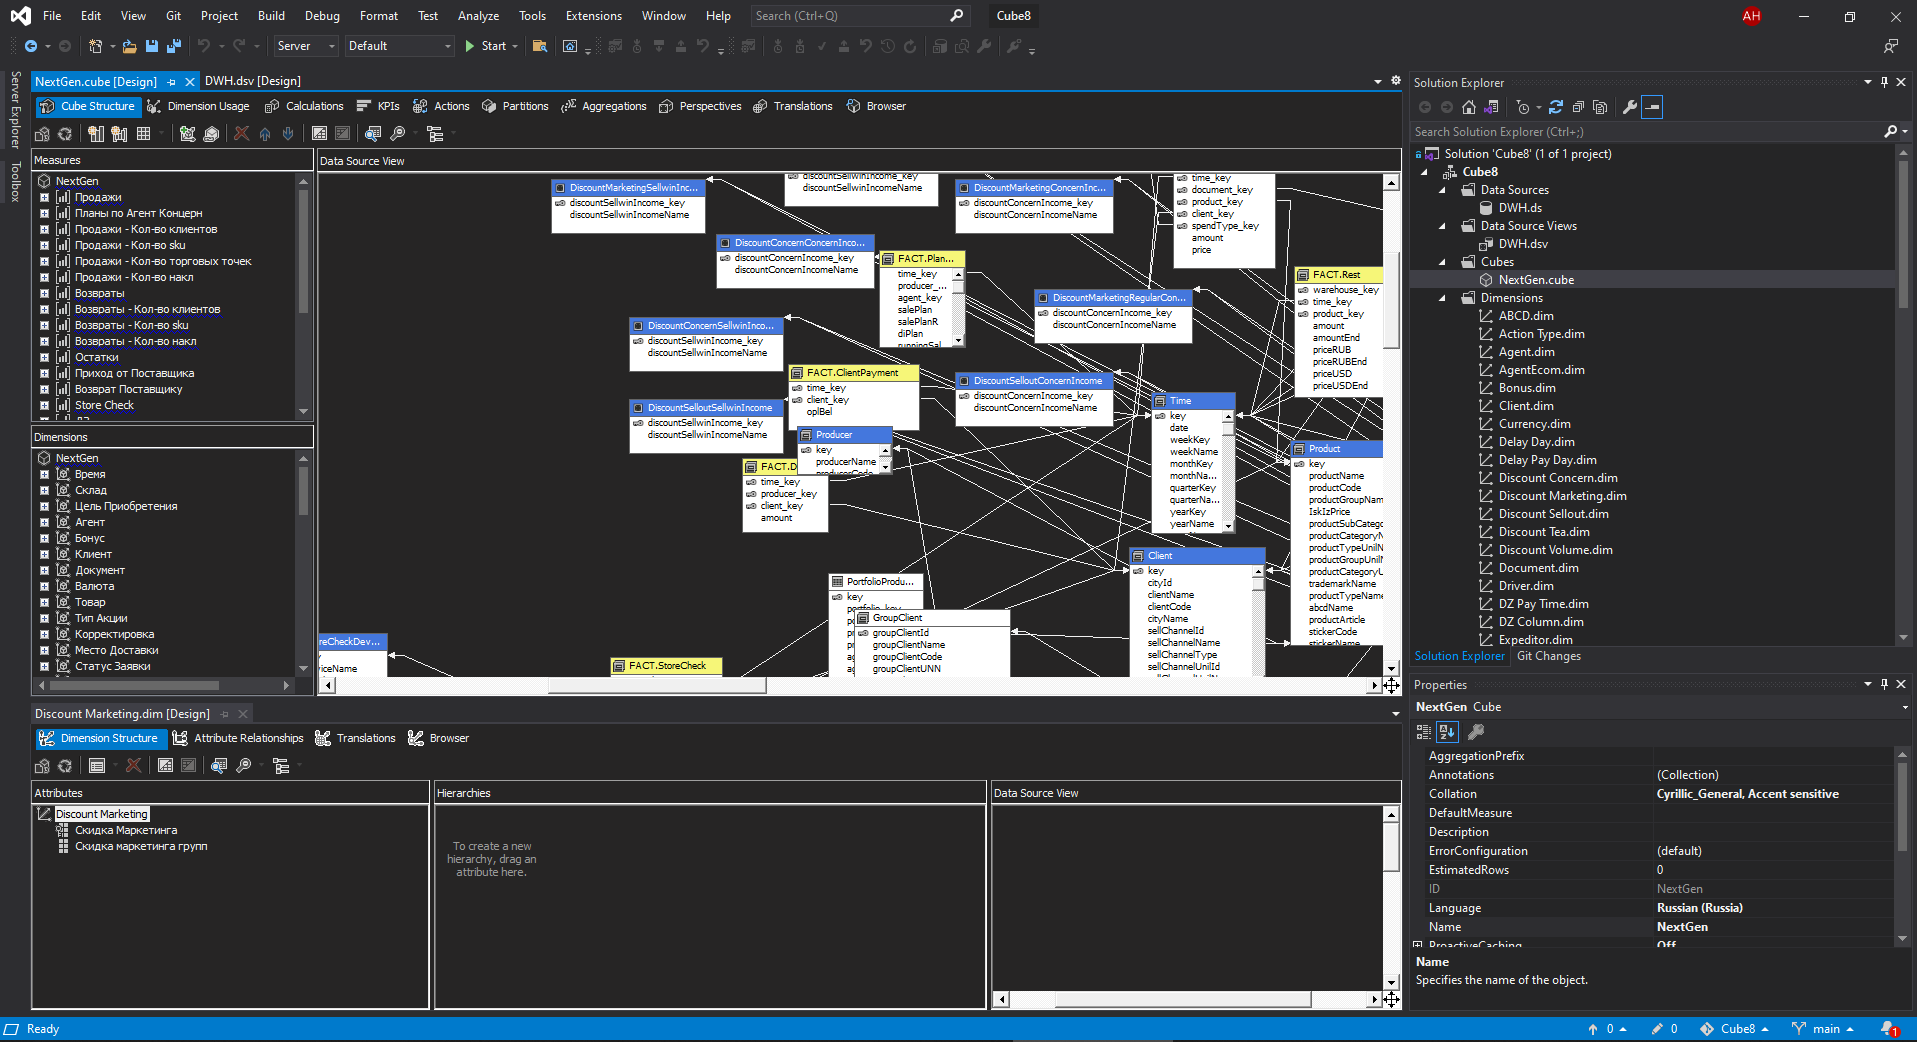 File Edit View Git Project Build Debug Format Test Analyze Tools Extensions Window Help Search (Ctrl+Q) Cube8 AH
Server Default Start
Server Explorer
Toolbox
NextGen.cube [Design]
DWH.dsv [Design]
Cube Structure Dimension Usage Calculations KPIs Actions Partitions Aggregations Perspectives Translations Browser
Measures
NextGen
Продажи
Планы по Агент Концерн
Продажи - Кол-во клиентов
Продажи - Кол-во sku
Продажи - Кол-во торговых точек
Продажи - Кол-во накл
Возвраты
Возвраты - Кол-во клиентов
Возвраты - Кол-во sku
Возвраты - Кол-во накл
Остатки
Приход от Поставщика
Возврат Поставщику
Store Check
Dimensions
NextGen
Время
Склад
Цель Приобретения
Агент
Бонус
Клиент
Документ
Валюта
Товар
Тип Акции
Корректировка
Место Доставки
Статус Заявки
Data Source View
DiscountMarketingSellwinInc...
discountSellwinIncome_key
discountSellwinIncomeName
discountSellwinIncome_key
discountSellwinIncomeName
DiscountMarketingConcernInc...
discountConcernIncome_key
discountConcernIncomeName
time_key
document_key
product_key
client_key
spendType_key
amount
price
DiscountConcernConcernInco...
discountConcernIncome_key
discountConcernIncomeName
FACT.Plan...
time_key
producer_...
agent_key
salePlan
salePlanR
diPlan
runningSal
DiscountMarketingRegularCon...
discountConcernIncome_key
discountConcernIncomeName
FACT.Rest
warehouse_key
time_key
product_key
amount
amountEnd
priceRUB
priceRUBEnd
priceUSD
priceUSDEnd
DiscountConcernSellwinInco...
discountSellwinIncome_key
discountSellwinIncomeName
FACT.ClientPayment
time_key
client_key
oplBel
DiscountSelloutConcernIncome
discountConcernIncome_key
discountConcernIncomeName
DiscountSelloutSellwinIncome
discountSellwinIncome_key
discountSellwinIncomeName
Producer
key
producerName
producerCode
FACT.D
time_key
producer_key
client_key
amount
Time
key
date
weekKey
weekName
monthKey
monthNa...
quarterKey
quarterNa...
yearKey
yearName
Product
key
productName
productCode
productGroupNam
IskIzPrice
productSubCatego
productCategoryN
productTypeUnilN
productGroupUnilN
productCategoryU
trademarkName
productTypeName
abcdName
productArticle
stickerCode
stickerName
Client
key
cityId
clientName
clientCode
cityName
sellChannelId
sellChannelName
sellChannelType
sellChannelUnilId
PortfolioProdu...
key
portfolio_key
GroupClient
groupClientId
groupClientName
groupClientCode
groupClientUNN
reCheckDev...
iceName
FACT.StoreCheck
Discount Marketing.dim [Design]
Dimension Structure Attribute Relationships Translations Browser
Attributes
Discount Marketing
Скидка Маркетинга
Скидка маркетинга групп
Hierarchies
To create a new
hierarchy, drag an
attribute here.
Data Source View
Solution Explorer
Search Solution Explorer (Ctrl+;)
Solution 'Cube8' (1 of 1 project)
Cube8
Data Sources
DWH.ds
Data Source Views
DWH.dsv
Cubes
NextGen.cube
Dimensions
ABCD.dim
Action Type.dim
Agent.dim
AgentEcom.dim
Bonus.dim
Client.dim
Currency.dim
Delay Day.dim
Delay Pay Day.dim
Discount Concern.dim
Discount Marketing.dim
Discount Sellout.dim
Discount Tea.dim
Discount Volume.dim
Document.dim
Driver.dim
DZ Pay Time.dim
DZ Column.dim
Expeditor.dim
Solution Explorer Git Changes
Properties
NextGen Cube
AggregationPrefix
Annotations (Collection)
Collation Cyrillic_General, Accent sensitive
DefaultMeasure
Description
ErrorConfiguration (default)
EstimatedRows 0
ID NextGen
Language Russian (Russia)
Name NextGen
ProactiveCaching Off
Name
Specifies the name of the object.
Ready 0 0 Cube8 main 1